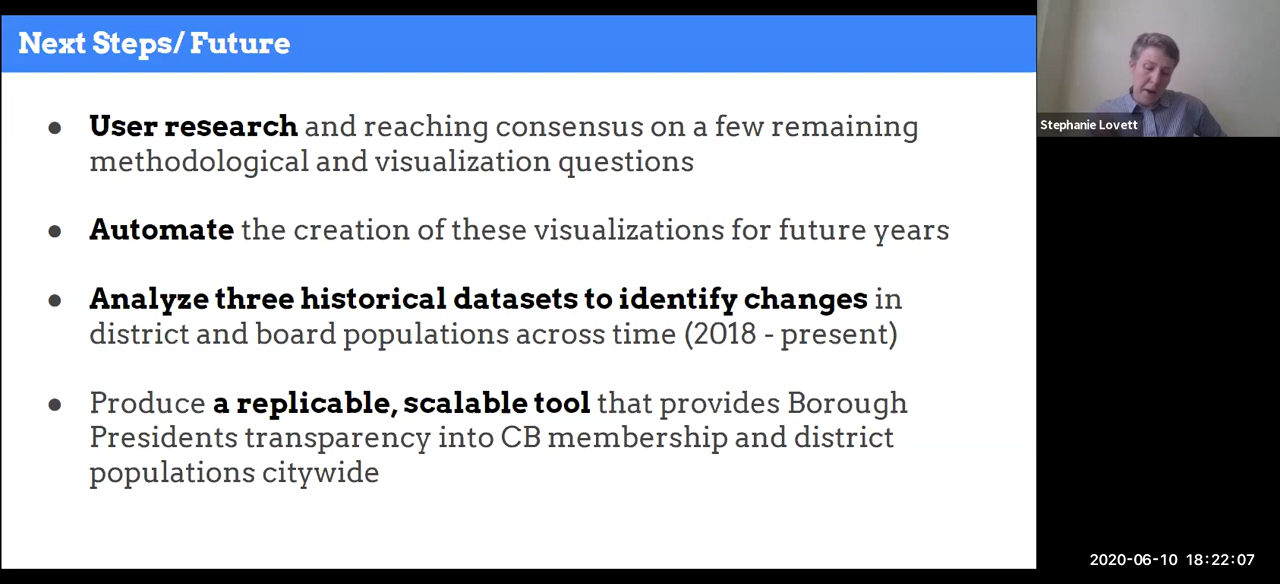 Next Steps/ Future
● User research and reaching consensus on a few remaining
methodological and visualization questions
● Automate the creation of these visualizations for future years
● Analyze three historical datasets to identify changes in
district and board populations across time (2018 - present)
● Produce a replicable, scalable tool that provides Borough
Presidents transparency into CB membership and district
populations citywide
Stephanie Lovett
2020-06-10 18:22:07